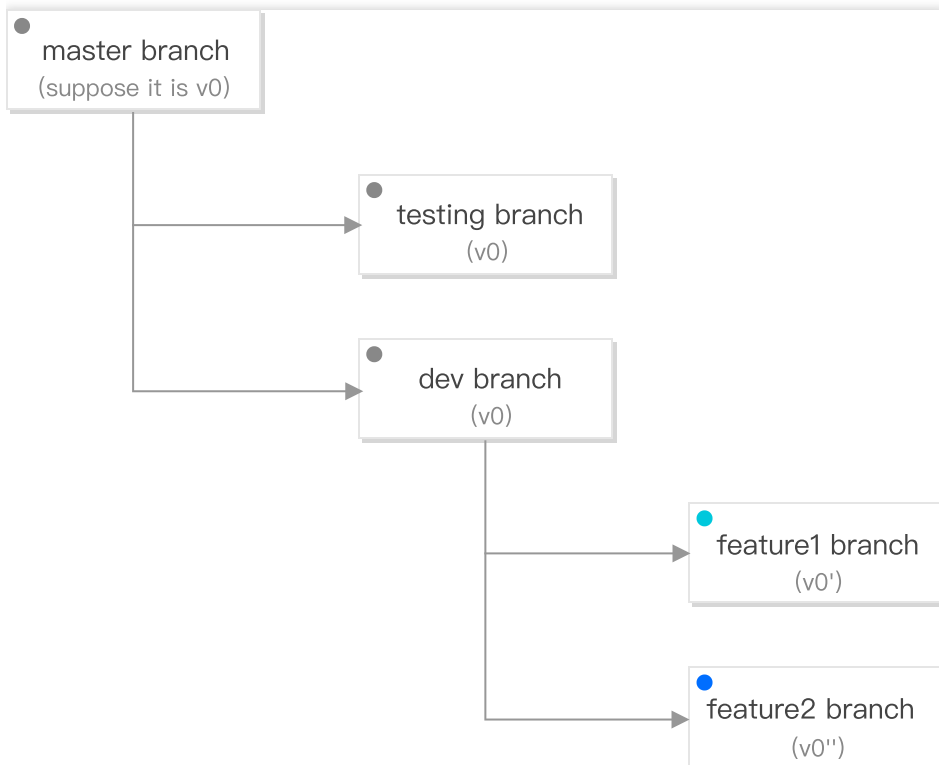 master branch
(suppose it is v0)
testing branch
(v0)
dev branch
(v0)
feature1 branch
(v0')
feature2 branch
(v0'')